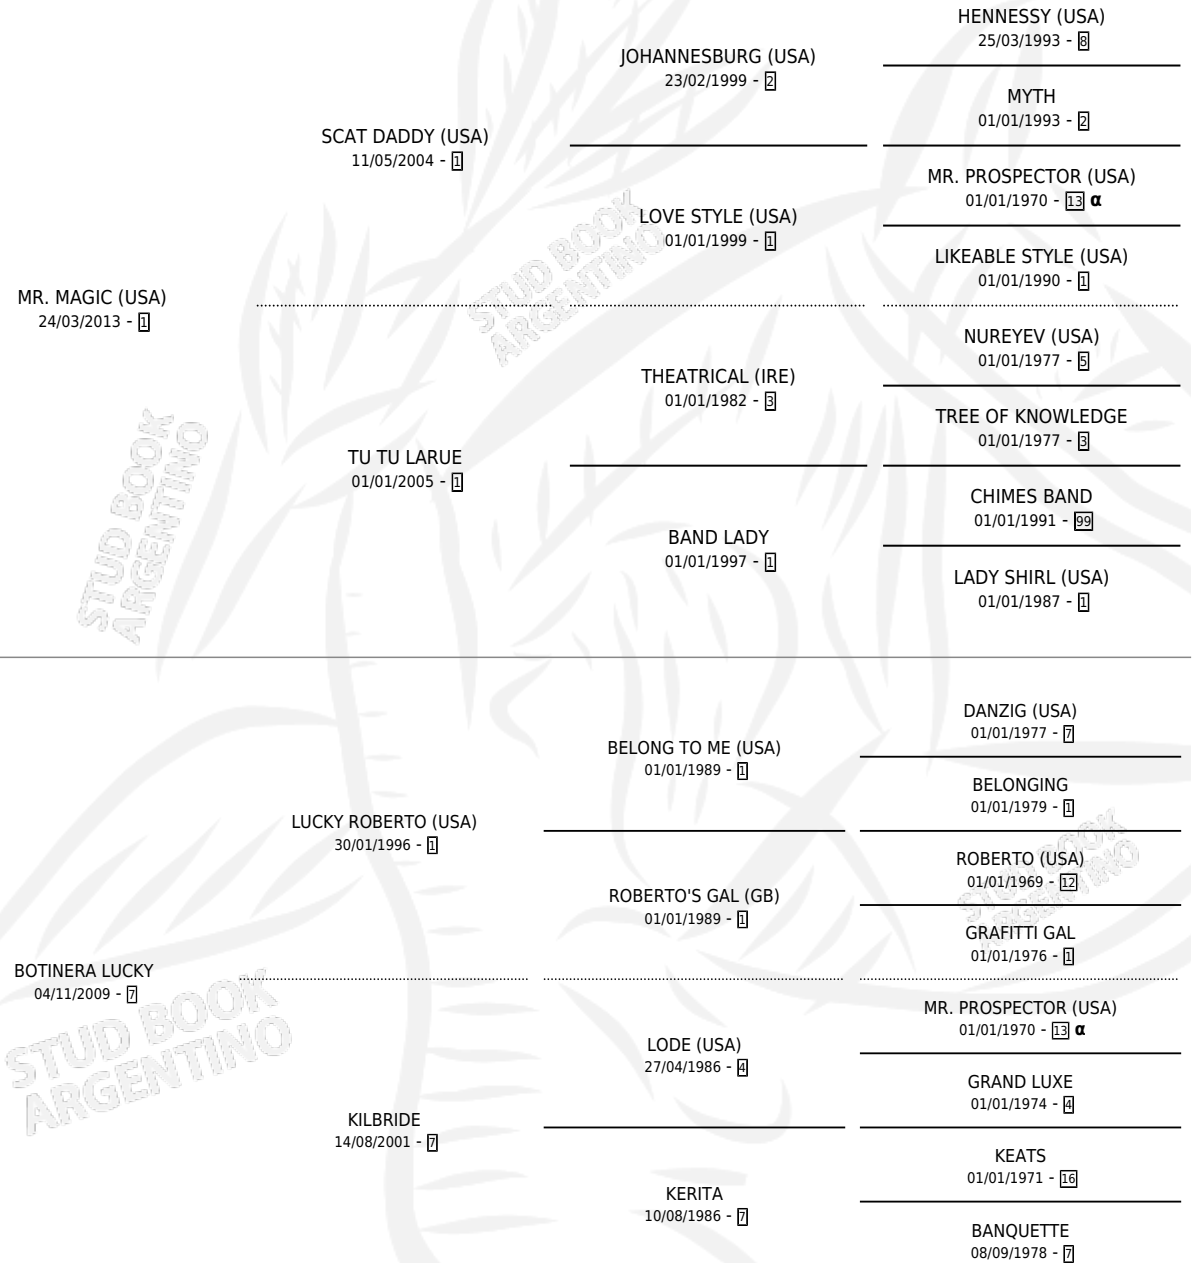 HENNESSY (USA)
25/03/1993 - 8
JOHANNESBURG (USA)
23/02/1999 - 2
MYTH
01/01/1993 - 2
SCAT DADDY (USA)
11/05/2004 - 1
MR. PROSPECTOR (USA)
01/01/1970 - 13 α
LOVE STYLE (USA)
01/01/1999 - 1
LIKEABLE STYLE (USA)
01/01/1990 - 1
MR. MAGIC (USA)
24/03/2013 - 1
NUREYEV (USA)
01/01/1977 - 5
THEATRICAL (IRE)
01/01/1982 - 3
TREE OF KNOWLEDGE
01/01/1977 - 3
TU TU LARUE
01/01/2005 - 1
CHIMES BAND
01/01/1991 - 99
BAND LADY
01/01/1997 - 1
LADY SHIRL (USA)
01/01/1987 - 1
DANZIG (USA)
01/01/1977 - 7
BELONG TO ME (USA)
01/01/1989 - 1
BELONGING
01/01/1979 - 1
LUCKY ROBERTO (USA)
30/01/1996 - 1
ROBERTO (USA)
01/01/1969 - 12
ROBERTO'S GAL (GB)
01/01/1989 - 1
GRAFITTI GAL
01/01/1976 - 1
BOTINERA LUCKY
04/11/2009 - 7
MR. PROSPECTOR (USA)
01/01/1970 - 13 α
LODE (USA)
27/04/1986 - 4
GRAND LUXE
01/01/1974 - 4
KILBRIDE
14/08/2001 - 7
KEATS
01/01/1971 - 16
KERITA
10/08/1986 - 7
BANQUETTE
08/09/1978 - 7
STUD BOOK
ARGENTINO
STUD BOOK
ARGENTINO
STUD BOOK
ARGENTINO
STUD BOOK
ARGENTINO